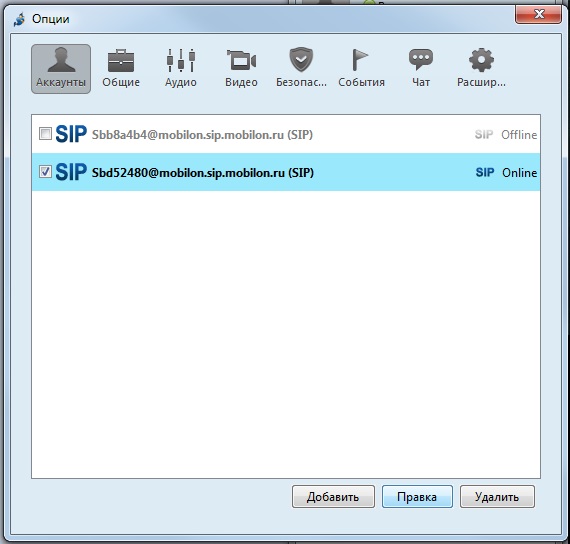 Опции
Аккаунты Общие Аудио Видео Безопас... События Чат Расшир...
SIP Sbb8a4b4@mobilon.sip.mobilon.ru (SIP) SIP Offline
SIP Sbd52480@mobilon.sip.mobilon.ru (SIP) SIP Online
Добавить Правка Удалить